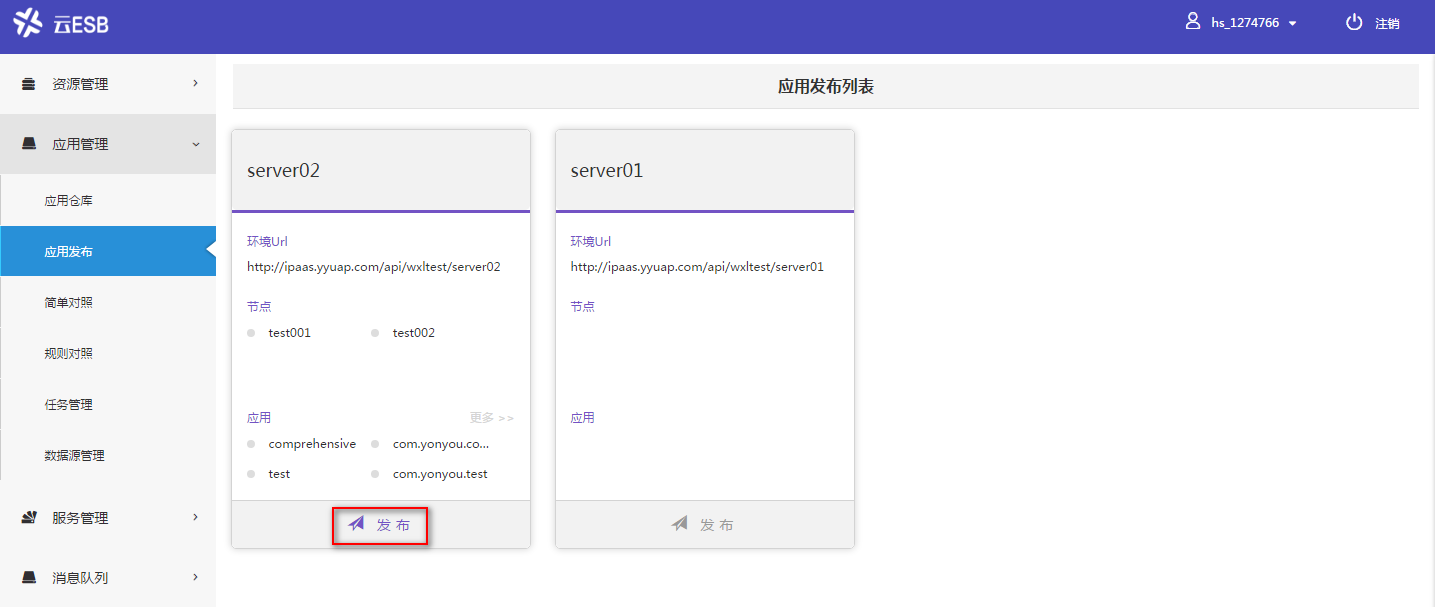 云ESB
hs_1274766
注销
资源管理
应用管理
应用仓库
应用发布
简单对照
规则对照
任务管理
数据源管理
服务管理
消息队列
应用发布列表
server02
环境Url
http://ipaas.yyuap.com/api/wxltest/server02
节点
test001
test002
应用
更多 >>
comprehensive
com.yonyou.co...
test
com.yonyou.test
发 布
server01
环境Url
http://ipaas.yyuap.com/api/wxltest/server01
节点
应用
发 布